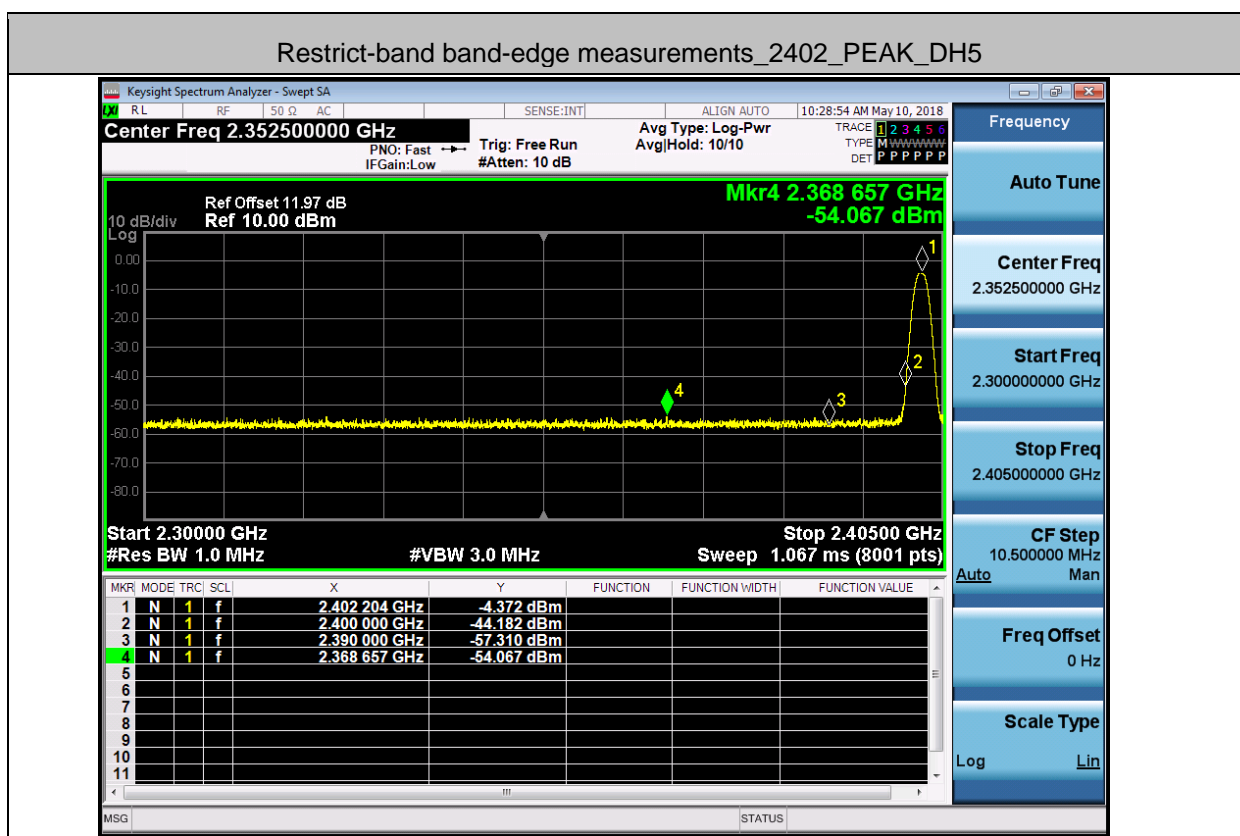 Restrict-band band-edge measurements_2402_PEAK_DH5
Keysight Spectrum Analyzer - Swept SA
LXI RL RF 50 Ω AC SENSE:INT ALIGN AUTO 10:28:54 AM May 10, 2018
Center Freq 2.352500000 GHz
PNO: Fast
IFGain:Low
Trig: Free Run
#Atten: 10 dB
Avg Type: Log-Pwr
Avg|Hold: 10/10
TRACE 1 2 3 4 5 6
TYPE M W W W W W
DET P P P P P P
Mkr4 2.368 657 GHz
-54.067 dBm
Ref Offset 11.97 dB
10 dB/div Ref 10.00 dBm
Log
0.00
-10.0
-20.0
-30.0
-40.0
-50.0
-60.0
-70.0
-80.0
1
2
3
4
Start 2.30000 GHz Stop 2.40500 GHz
#Res BW 1.0 MHz #VBW 3.0 MHz Sweep 1.067 ms (8001 pts)
MKR MODE TRC SCL X Y FUNCTION FUNCTION WIDTH FUNCTION VALUE
1 N 1 f 2.402 204 GHz -4.372 dBm
2 N 1 f 2.400 000 GHz -44.182 dBm
3 N 1 f 2.390 000 GHz -57.310 dBm
4 N 1 f 2.368 657 GHz -54.067 dBm
5
6
7
8
9
10
11
MSG STATUS
Frequency
Auto Tune
Center Freq
2.352500000 GHz
Start Freq
2.300000000 GHz
Stop Freq
2.405000000 GHz
CF Step
10.500000 MHz
Auto Man
Freq Offset
0 Hz
Scale Type
Log Lin